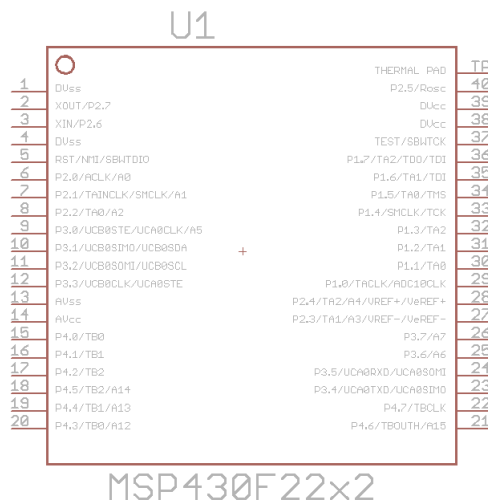 U1
THERMAL PAD TP
1 DVss P2.5/Rosc 40
2 XOUT/P2.7 DVcc 39
3 XIN/P2.6 DVcc 38
4 DVss TEST/SBWTCK 37
5 RST/NMI/SBWTDIO P1.7/TA2/TDO/TDI 36
6 P2.0/ACLK/A0 P1.6/TA1/TDI 35
7 P2.1/TAINCLK/SMCLK/A1 P1.5/TA0/TMS 34
8 P2.2/TA0/A2 P1.4/SMCLK/TCK 33
9 P3.0/UCB0STE/UCA0CLK/A5 P1.3/TA2 32
10 P3.1/UCB0SIMO/UCB0SDA P1.2/TA1 31
11 P3.2/UCB0SOMI/UCB0SCL P1.1/TA0 30
12 P3.3/UCB0CLK/UCA0STE P1.0/TACLK/ADC10CLK 29
13 AVss P2.4/TA2/A4/VREF+/VeREF+ 28
14 AVcc P2.3/TA1/A3/VREF-/VeREF- 27
15 P4.0/TB0 P3.7/A7 26
16 P4.1/TB1 P3.6/A6 25
17 P4.2/TB2 P3.5/UCA0RXD/UCA0SOMI 24
18 P4.5/TB2/A14 P3.4/UCA0TXD/UCA0SIMO 23
19 P4.4/TB1/A13 P4.7/TBCLK 22
20 P4.3/TB0/A12 P4.6/TBOUTH/A15 21
MSP430F22x2